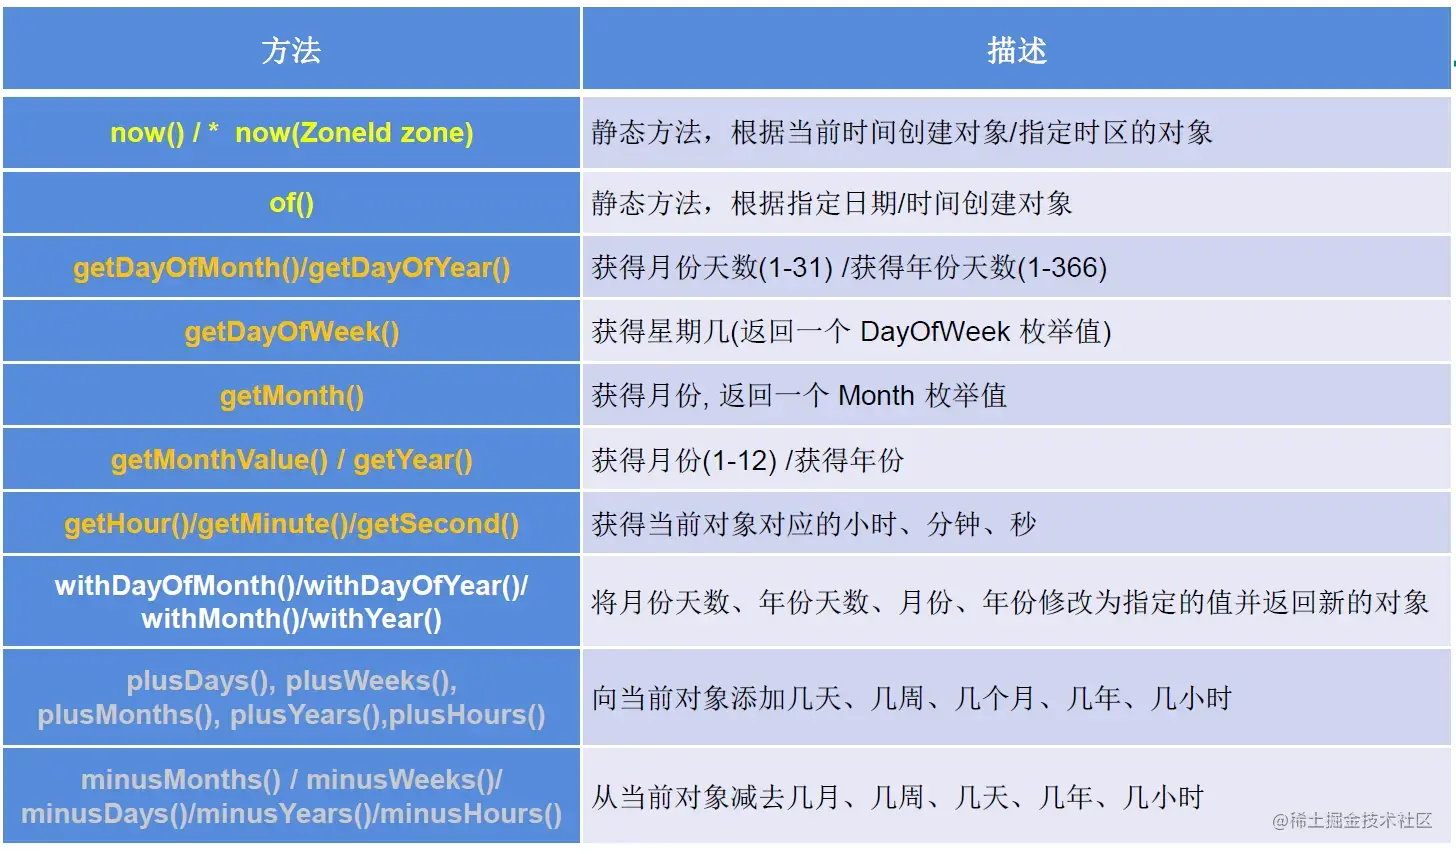 方法
描述
now() / *  now(ZoneId zone)
静态方法，根据当前时间创建对象/指定时区的对象
of()
静态方法，根据指定日期/时间创建对象
getDayOfMonth()/getDayOfYear()
获得月份天数(1-31) /获得年份天数(1-366)
getDayOfWeek()
获得星期几(返回一个 DayOfWeek 枚举值)
getMonth()
获得月份, 返回一个 Month 枚举值
getMonthValue() / getYear()
获得月份(1-12) /获得年份
getHour()/getMinute()/getSecond()
获得当前对象对应的小时、分钟、秒
withDayOfMonth()/withDayOfYear()/
withMonth()/withYear()
将月份天数、年份天数、月份、年份修改为指定的值并返回新的对象
plusDays(), plusWeeks(),
plusMonths(), plusYears(),plusHours()
向当前对象添加几天、几周、几个月、几年、几小时
minusMonths() / minusWeeks()/
minusDays()/minusYears()/minusHours()
从当前对象减去几月、几周、几天、几年、几小时
@稀土掘金技术社区